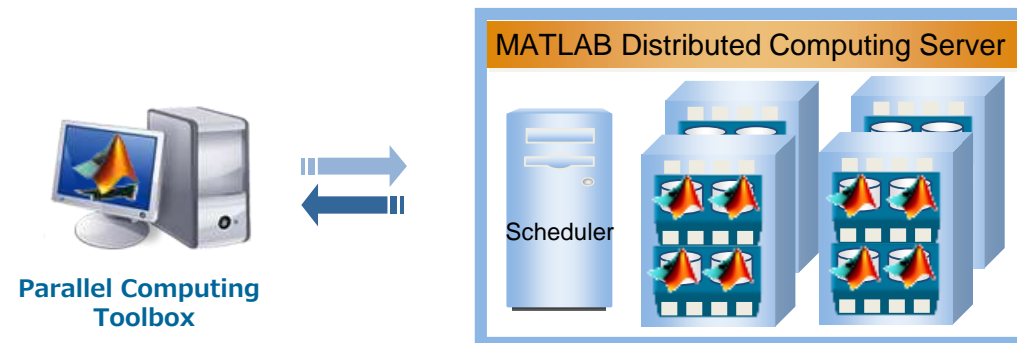 MATLAB Distributed Computing Server
Scheduler
Parallel Computing
Toolbox